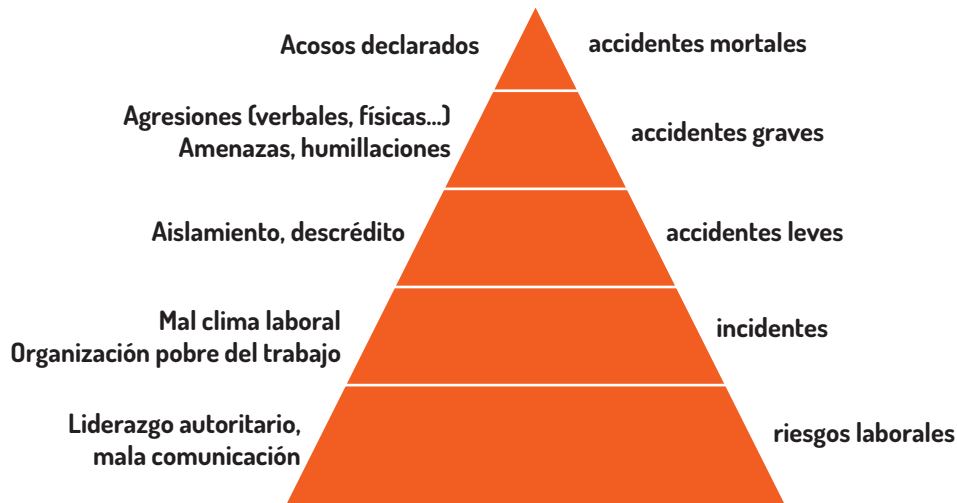 Acosos declarados
accidentes mortales
Agresiones (verbales, físicas...)
Amenazas, humillaciones
accidentes graves
Aislamiento, descrédito
accidentes leves
Mal clima laboral
Organización pobre del trabajo
incidentes
Liderazgo autoritario,
mala comunicación
riesgos laborales